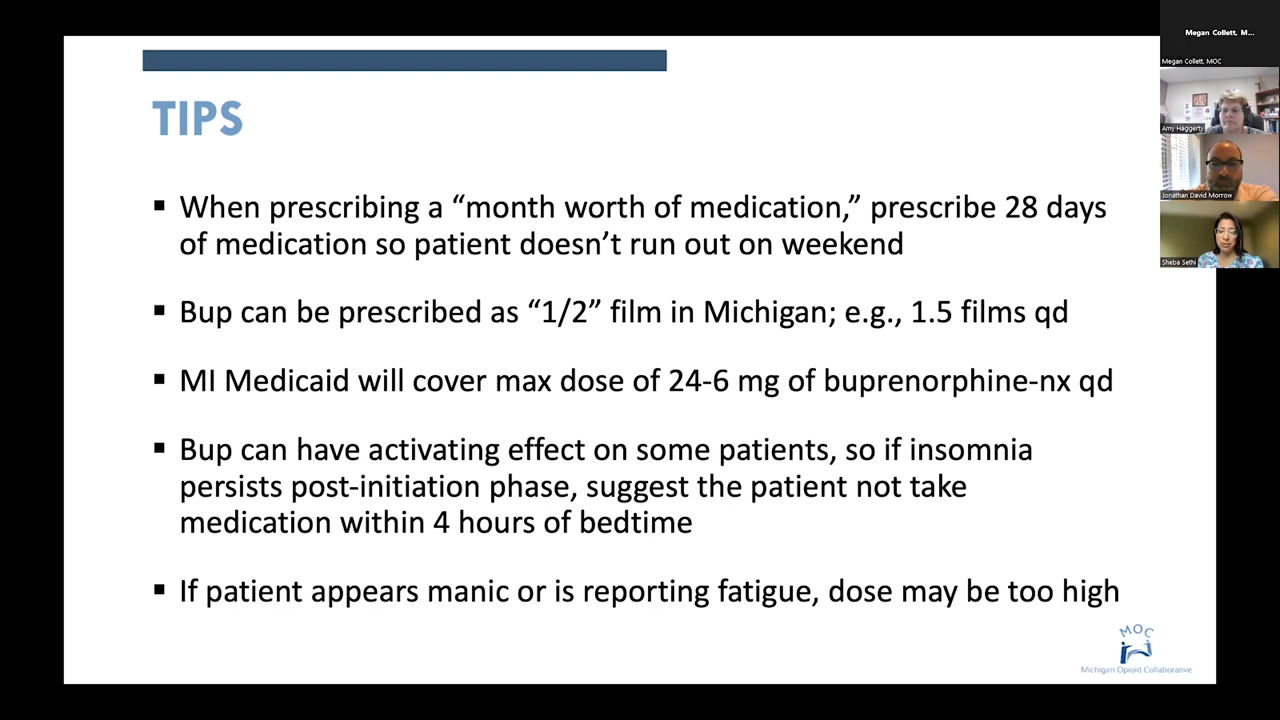 TIPS
▪ When prescribing a “month worth of medication,” prescribe 28 days
of medication so patient doesn’t run out on weekend
▪ Bup can be prescribed as “1/2” film in Michigan; e.g., 1.5 films qd
▪ MI Medicaid will cover max dose of 24-6 mg of buprenorphine-nx qd
▪ Bup can have activating effect on some patients, so if insomnia
persists post-initiation phase, suggest the patient not take
medication within 4 hours of bedtime
▪ If patient appears manic or is reporting fatigue, dose may be too high
MOC
Michigan Opioid Collaborative
Megan Collett, M...
Megan Collett, MOC
Amy Haggerty
Jonathan David Morrow
Sheba Sethi